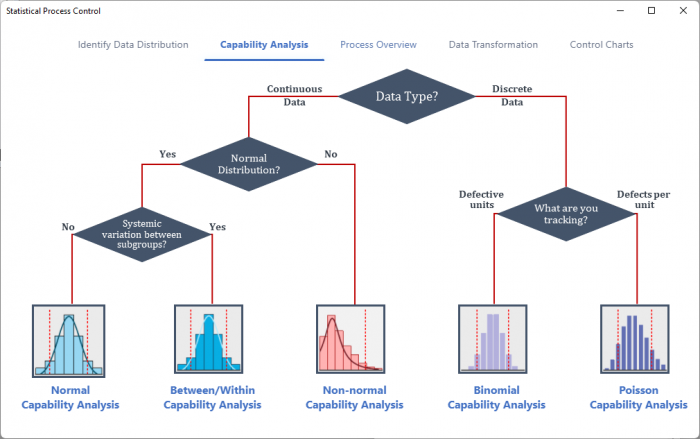 Statistical Process Control
Identify Data Distribution
Capability Analysis
Process Overview
Data Transformation
Control Charts
Data Type?
Continuous
Data
Discrete
Data
Normal
Distribution?
Yes
No
Systemic
variation between
subgroups?
No
Yes
What are you
tracking?
Defective
units
Defects per
unit
Normal
Capability Analysis
Between/Within
Capability Analysis
Non-normal
Capability Analysis
Binomial
Capability Analysis
Poisson
Capability Analysis